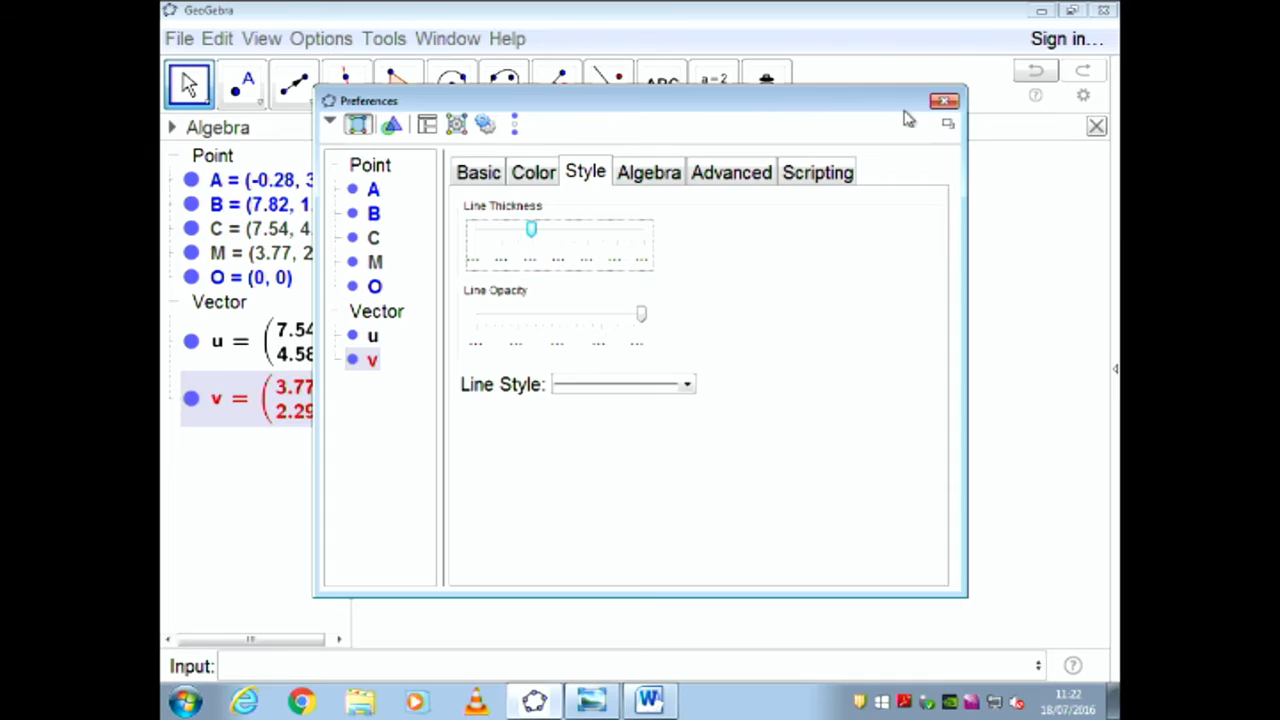 GeoGebra
File Edit View Options Tools Window Help
Sign in...
A
ABC
a=2
Preferences
Algebra
Point
A = (-0.28, 3
B = (7.82, 1
C = (7.54, 4.
M = (3.77, 2
O = (0, 0)
Vector
u = 7.54
4.58
v = 3.77
2.29
Point
A
B
C
M
O
Vector
u
v
Basic Color Style Algebra Advanced Scripting
Line Thickness
Line Opacity
Line Style:
Input:
W
11:22
18/07/2016